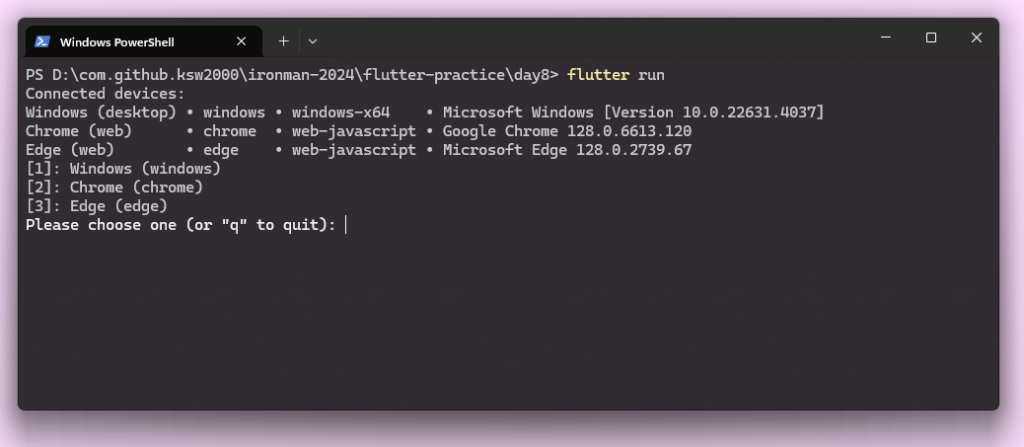 Windows PowerShell
PS D:\com.github.ksw2000\ironman-2024\flutter-practice\day8> flutter run
Connected devices:
Windows (desktop) • windows • windows-x64    • Microsoft Windows [Version 10.0.22631.4037]
Chrome (web)      • chrome  • web-javascript • Google Chrome 128.0.6613.120
Edge (web)        • edge    • web-javascript • Microsoft Edge 128.0.2739.67
[1]: Windows (windows)
[2]: Chrome (chrome)
[3]: Edge (edge)
Please choose one (or "q" to quit):